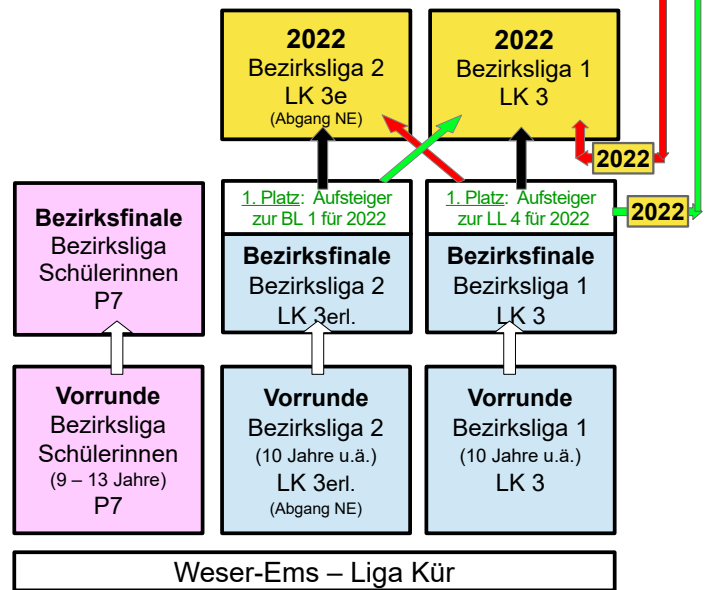 2022
Bezirksliga 2
LK 3e
(Abgang NE)
2022
Bezirksliga 1
LK 3
2022
1. Platz: Aufsteiger
zur BL 1 für 2022
1. Platz: Aufsteiger
zur LL 4 für 2022
2022
Bezirksfinale
Bezirksliga
Schülerinnen
P7
Bezirksfinale
Bezirksliga 2
LK 3erl.
Bezirksfinale
Bezirksliga 1
LK 3
Vorrunde
Bezirksliga
Schülerinnen
(9 – 13 Jahre)
P7
Vorrunde
Bezirksliga 2
(10 Jahre u.ä.)
LK 3erl.
(Abgang NE)
Vorrunde
Bezirksliga 1
(10 Jahre u.ä.)
LK 3
Weser-Ems – Liga Kür